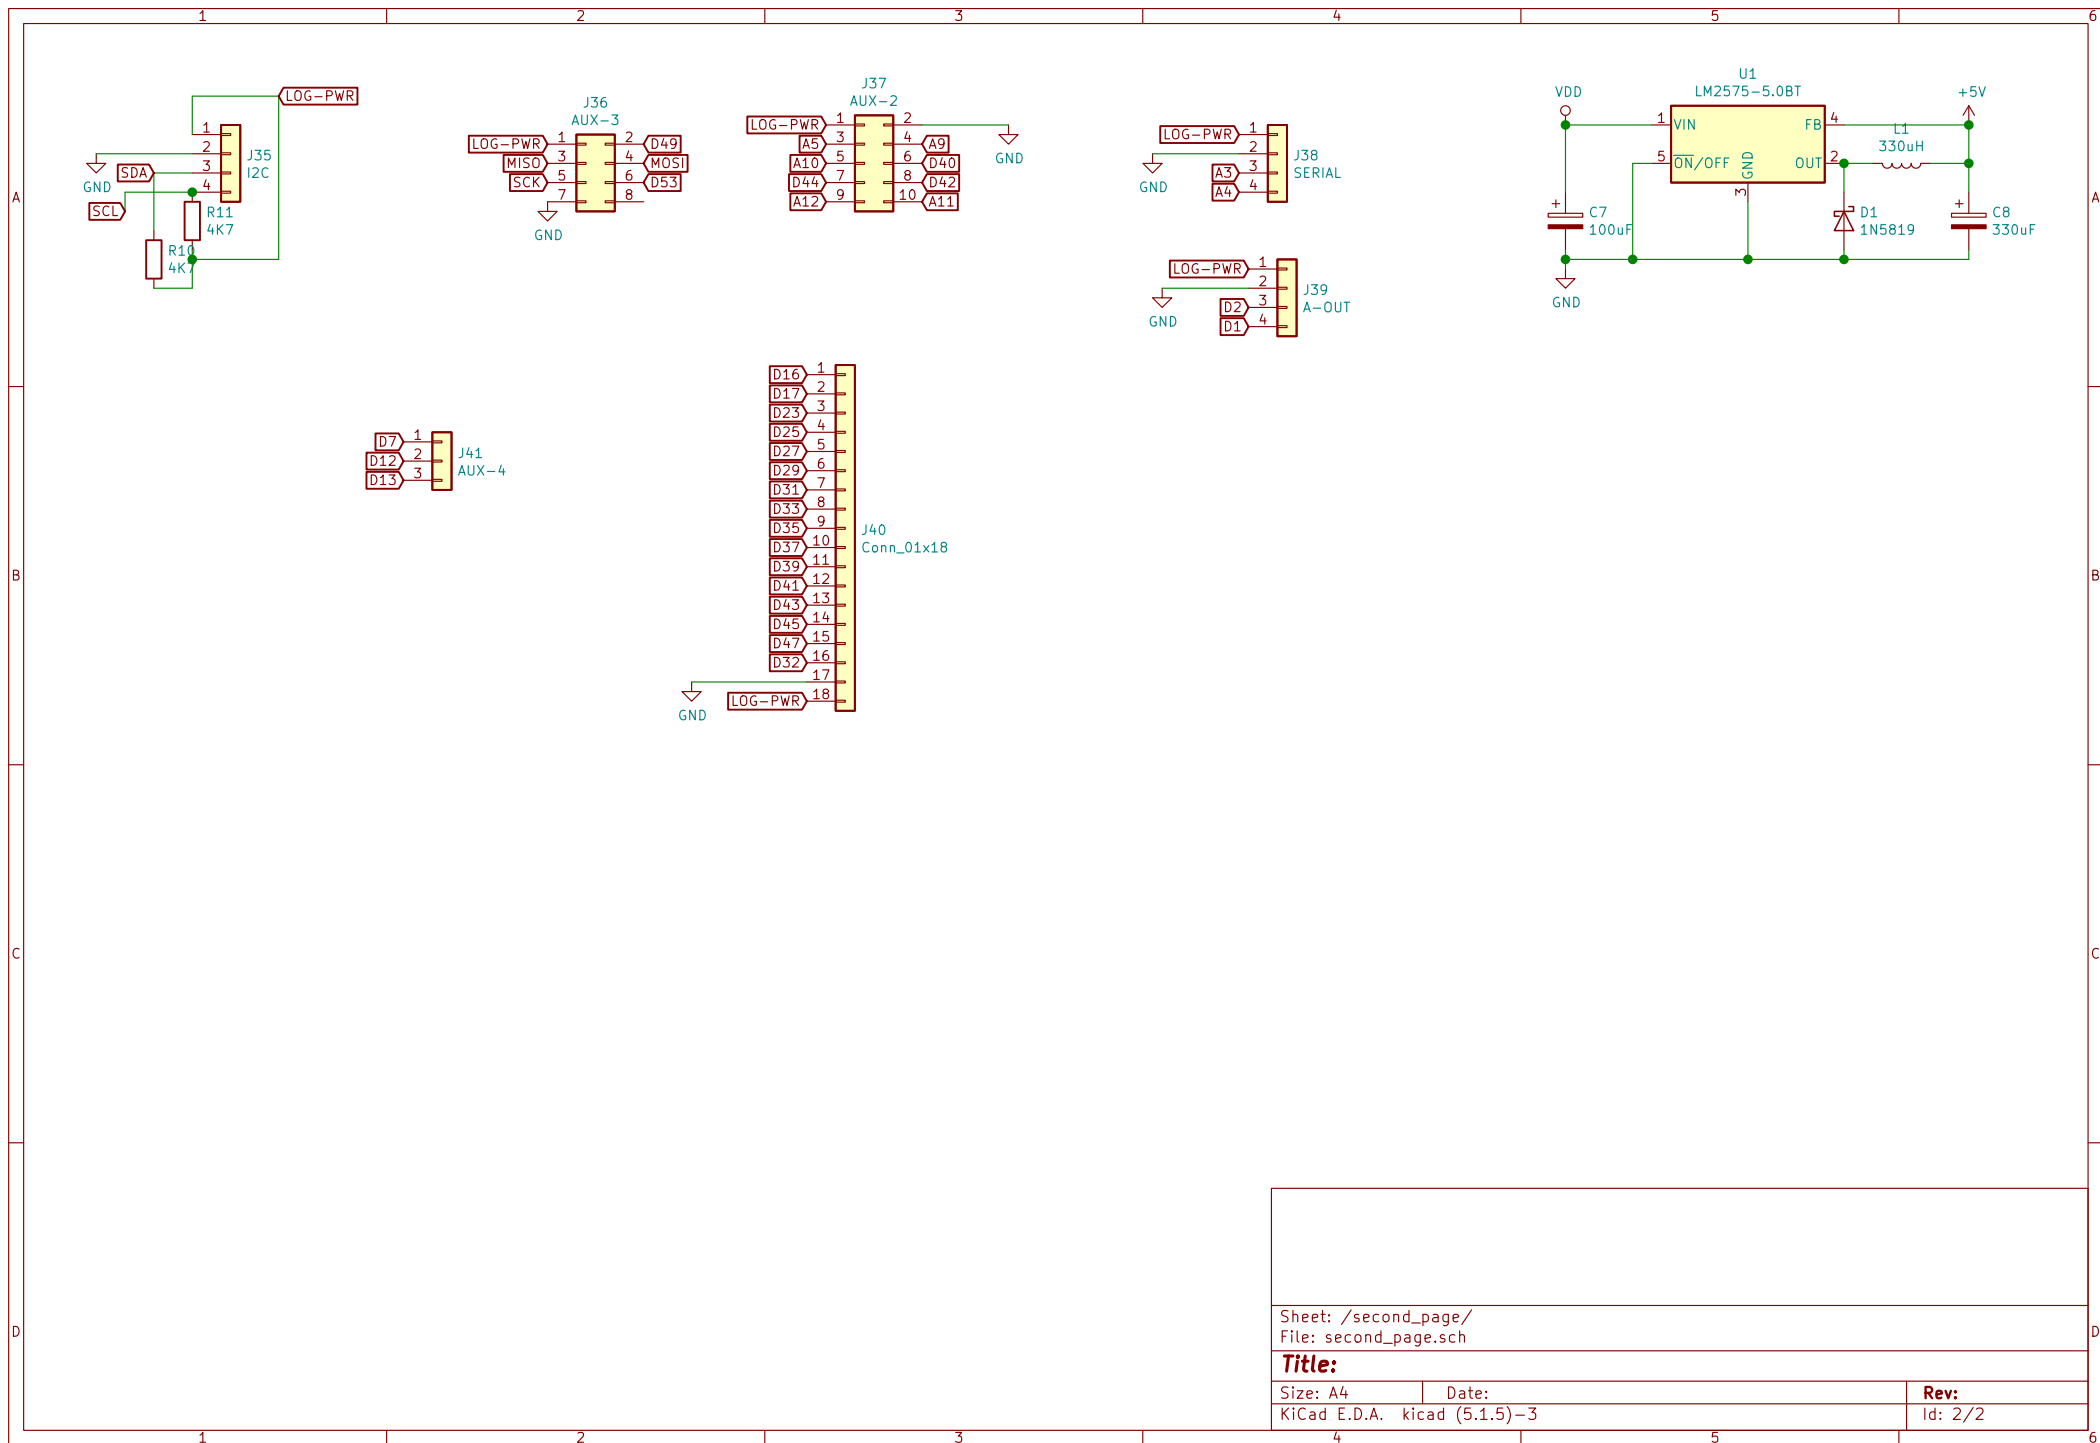 1 2 3 4 5 6
A
B
C
D
A
B
C
D
LOG-PWR
1
2
3
4
J35
I2C
GND
SDA
SCL
R11
4K7
R10
4K7
J36
AUX-3
LOG-PWR 1 2 D49
MISO 3 4 MOSI
SCK 5 6 D53
7 8
GND
J37
AUX-2
LOG-PWR 1 2
A5 3 4 A9
A10 5 6 D40
D44 7 8 D42
A12 9 10 A11
GND
LOG-PWR 1
2
A3 3
A4 4
J38
SERIAL
GND
LOG-PWR 1
2
D2 3
D1 4
J39
A-OUT
GND
U1
LM2575-5.0BT
VDD
+5V
1 VIN FB 4
5 ON/OFF GND OUT 2
3
L1
330uH
+ C7
100uF
D1
1N5819
+ C8
330uF
GND
D7 1
D12 2
D13 3
J41
AUX-4
D16 1
D17 2
D23 3
D25 4
D27 5
D29 6
D31 7
D33 8
D35 9
D37 10
D39 11
D41 12
D43 13
D45 14
D47 15
D32 16
17
LOG-PWR 18
J40
Conn_01x18
GND
Sheet: /second_page/
File: second_page.sch
Title:
Size: A4 Date: Rev:
KiCad E.D.A. kicad (5.1.5)-3 Id: 2/2
1 2 3 4 5 6